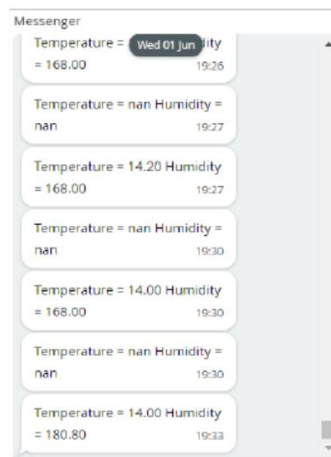 Messenger
Temperature =
Wed 01 Jun
= 168.00
19:26
Temperature = nan Humidity =
nan
19:27
Temperature = 14.20 Humidity
= 168.00
19:27
Temperature = nan Humidity =
nan
19:30
Temperature = 14.00 Humidity
= 168.00
19:30
Temperature = nan Humidity =
nan
19:30
Temperature = 14.00 Humidity
= 180.80
19:33